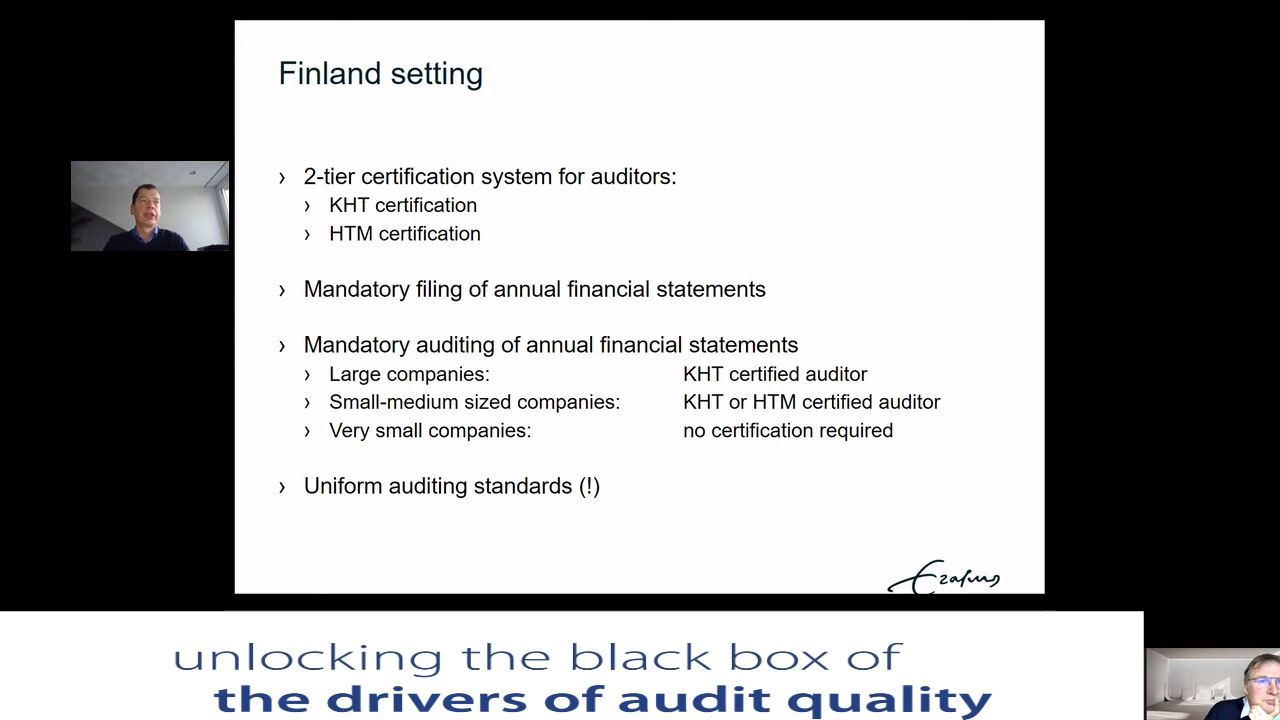 Finland setting
› 2-tier certification system for auditors:
› KHT certification
› HTM certification
› Mandatory filing of annual financial statements
› Mandatory auditing of annual financial statements
› Large companies: KHT certified auditor
› Small-medium sized companies: KHT or HTM certified auditor
› Very small companies: no certification required
› Uniform auditing standards (!)
Erasmus
unlocking the black box of
the drivers of audit quality